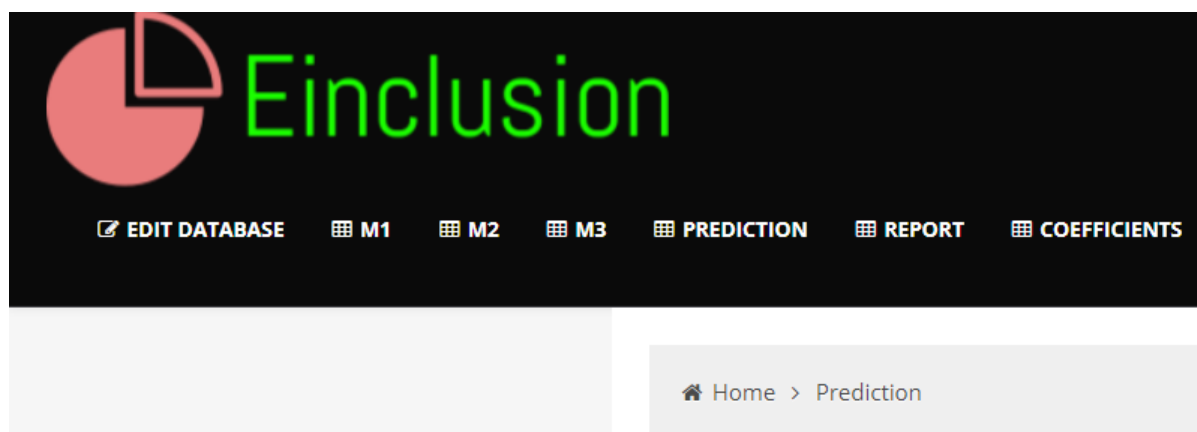 Einclusion
EDIT DATABASE M1 M2 M3 PREDICTION REPORT COEFFICIENTS
Home > Prediction